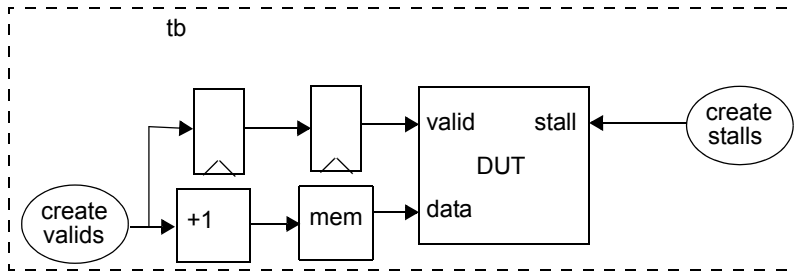 tb
valid
stall
create
stalls
DUT
create
valids
+1
mem
data